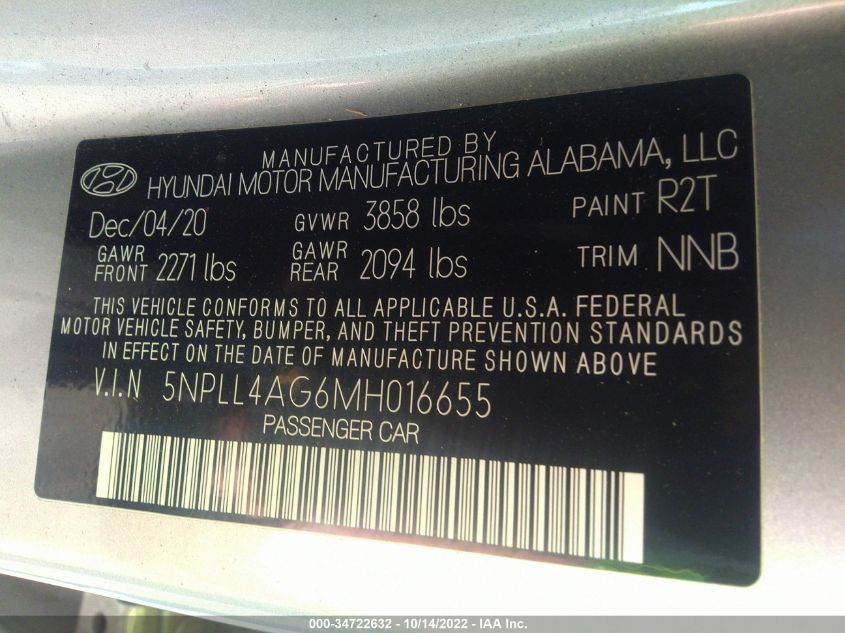 MANUFACTURED BY
HYUNDAI MOTOR MANUFACTURING ALABAMA, LLC
Dec/04/20 GVWR 3858 lbs PAINT R2T
GAWR FRONT 2271 lbs GAWR REAR 2094 lbs TRIM NNB
THIS VEHICLE CONFORMS TO ALL APPLICABLE U.S.A. FEDERAL
MOTOR VEHICLE SAFETY, BUMPER, AND THEFT PREVENTION STANDARDS
IN EFFECT ON THE DATE OF MANUFACTURE SHOWN ABOVE
V.I.N 5NPLL4AG6MH016655
PASSENGER CAR
000-34722632 - 10/14/2022 - IAA Inc.